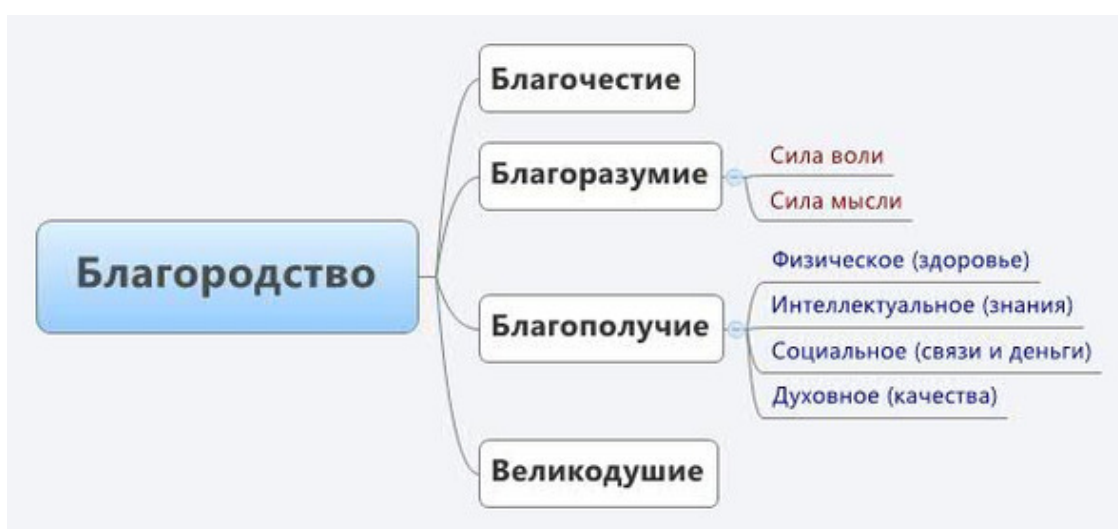 Благородство
Благочестие
Благоразумие
Сила воли
Сила мысли
Благополучие
Физическое (здоровье)
Интеллектуальное (знания)
Социальное (связи и деньги)
Духовное (качества)
Великодушие